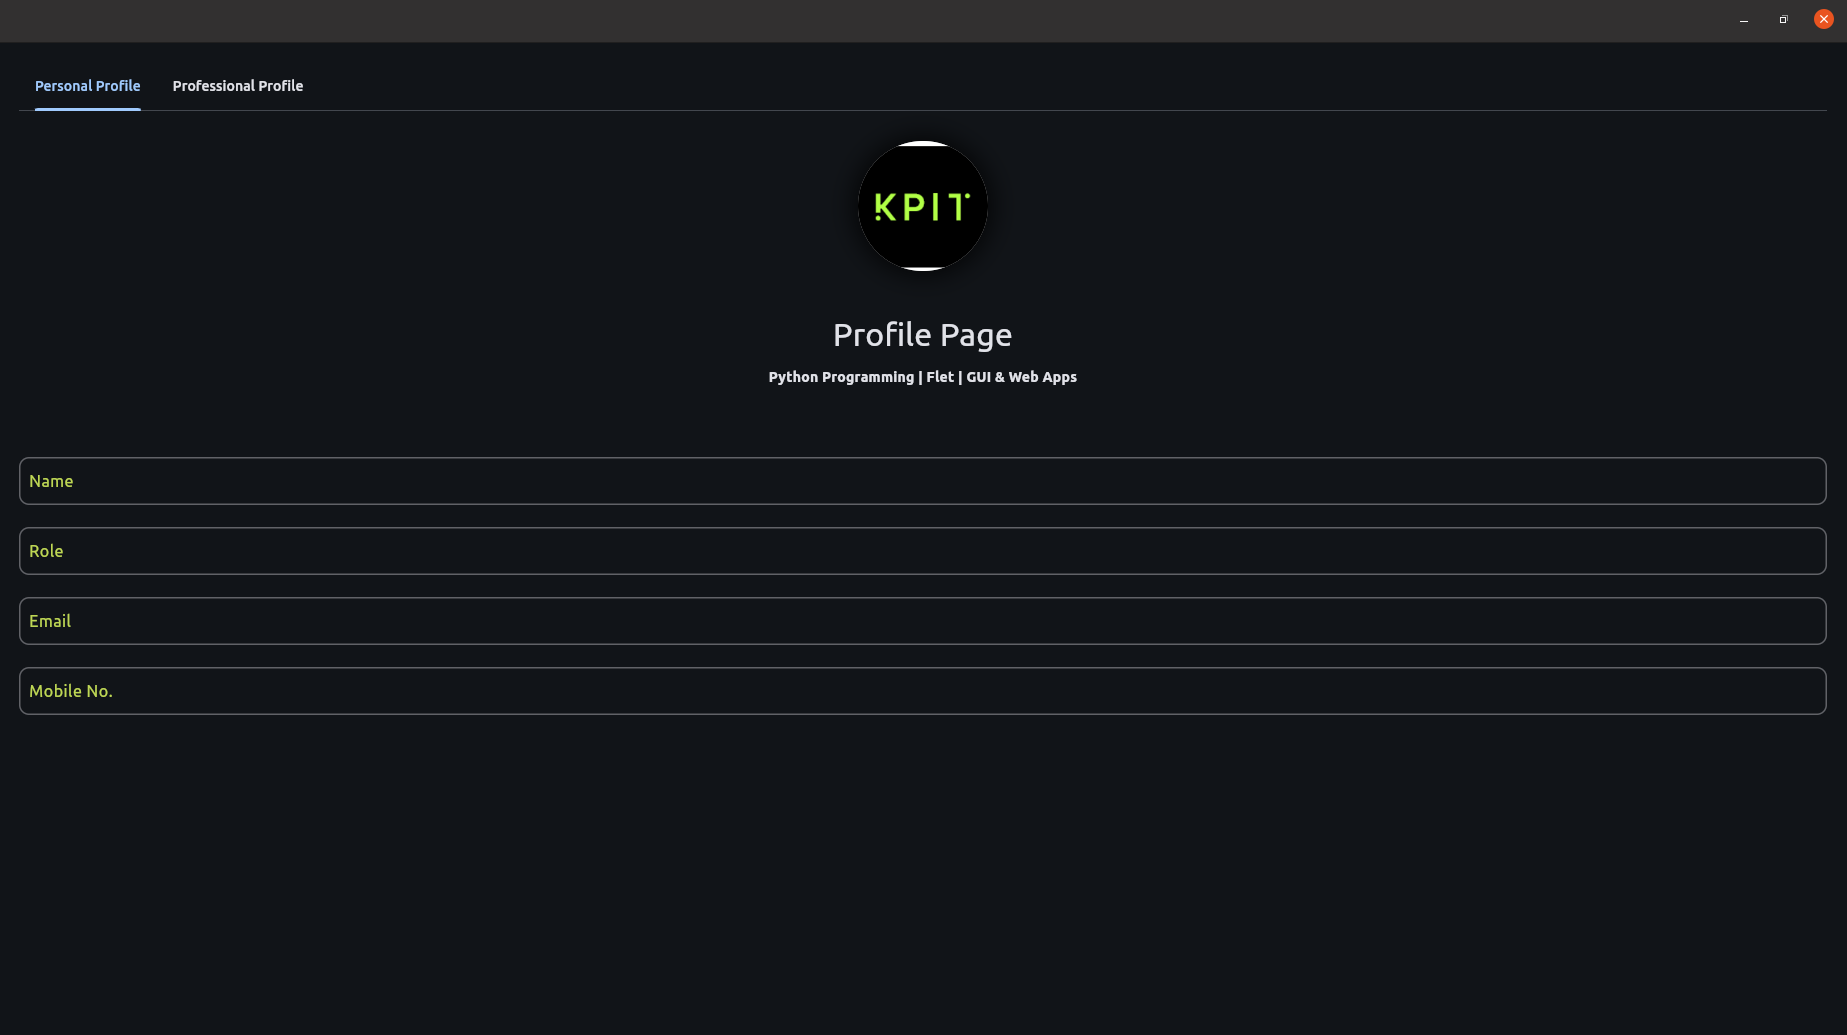 Personal Profile Professional Profile
KPIT
Profile Page
Python Programming | Flet | GUI & Web Apps
Name
Role
Email
Mobile No.